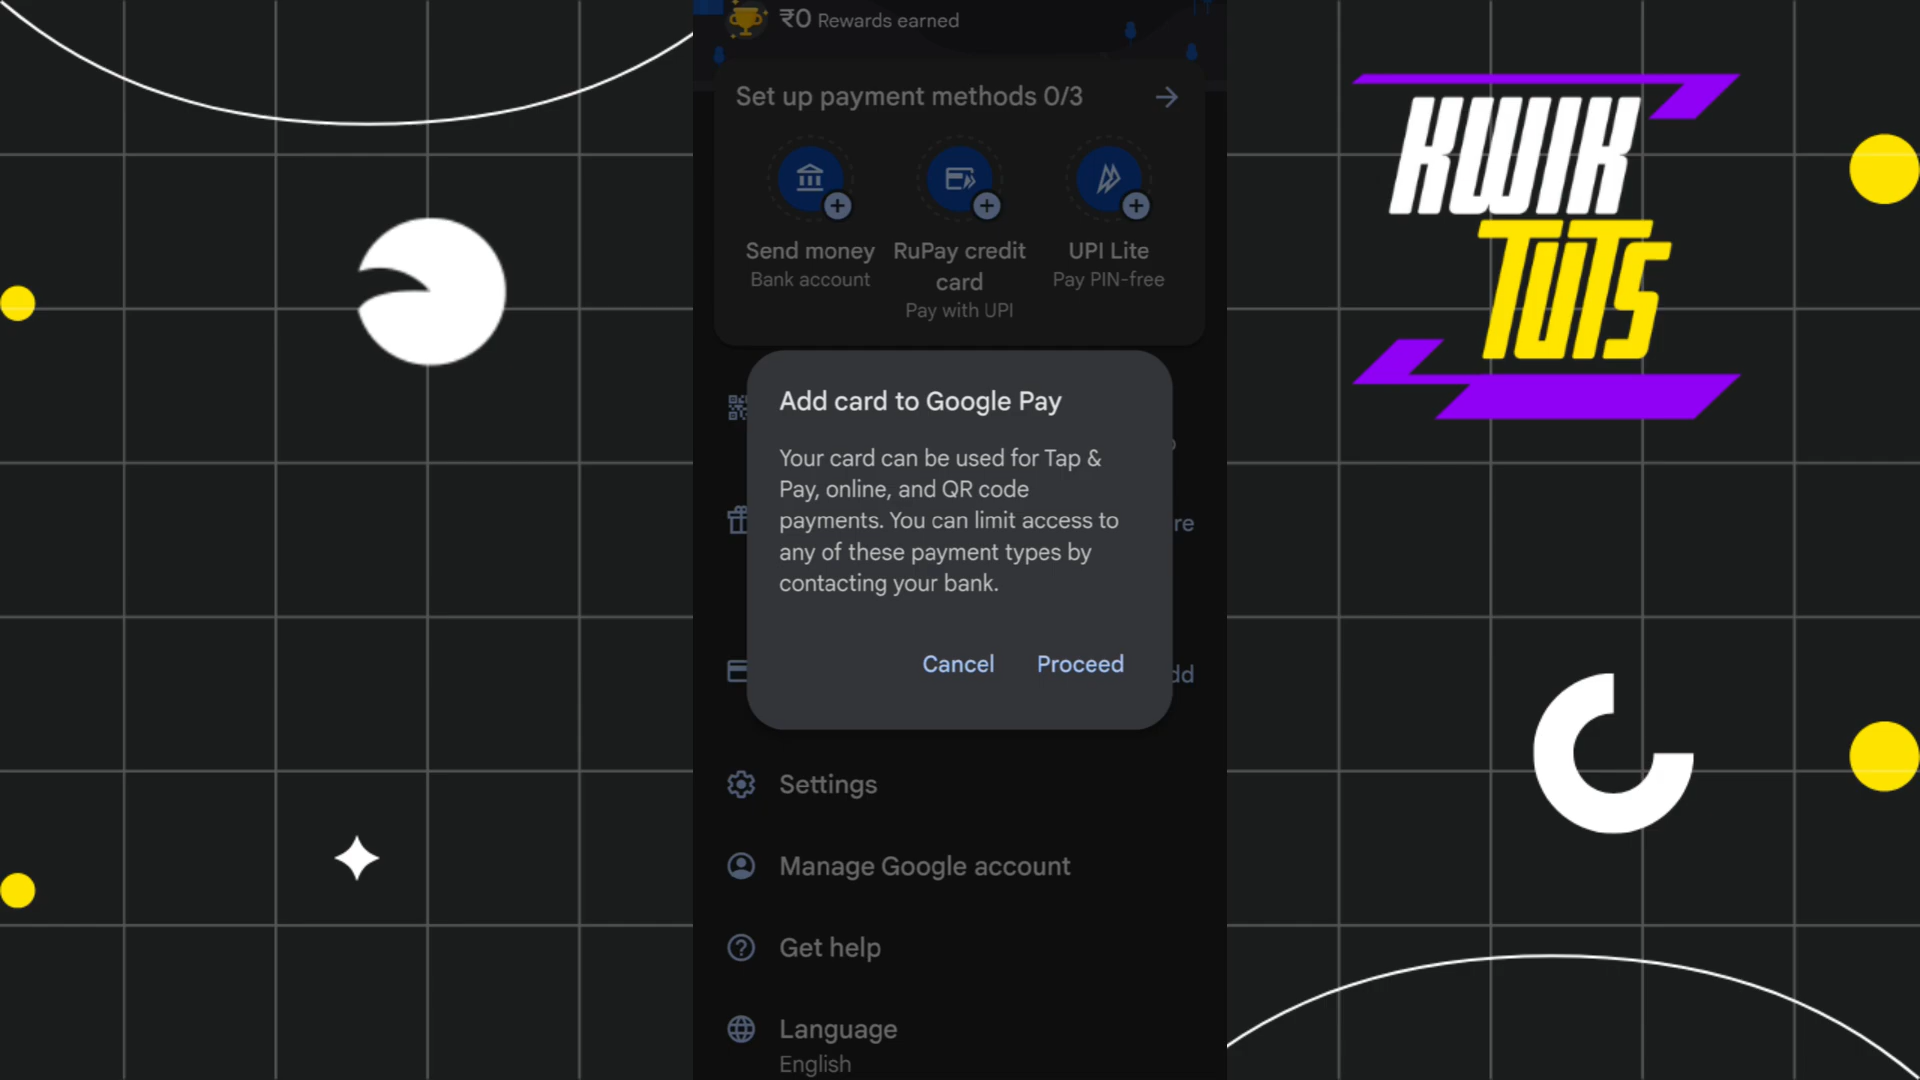 ₹0 Rewards earned
Set up payment methods 0/3
Send money
Bank account
RuPay credit
card
Pay with UPI
UPI Lite
Pay PIN-free
KWIK
TUTS
Add card to Google Pay
Your card can be used for Tap &
Pay, online, and QR code
payments. You can limit access to
any of these payment types by
contacting your bank.
Cancel
Proceed
Settings
Manage Google account
Get help
Language
English